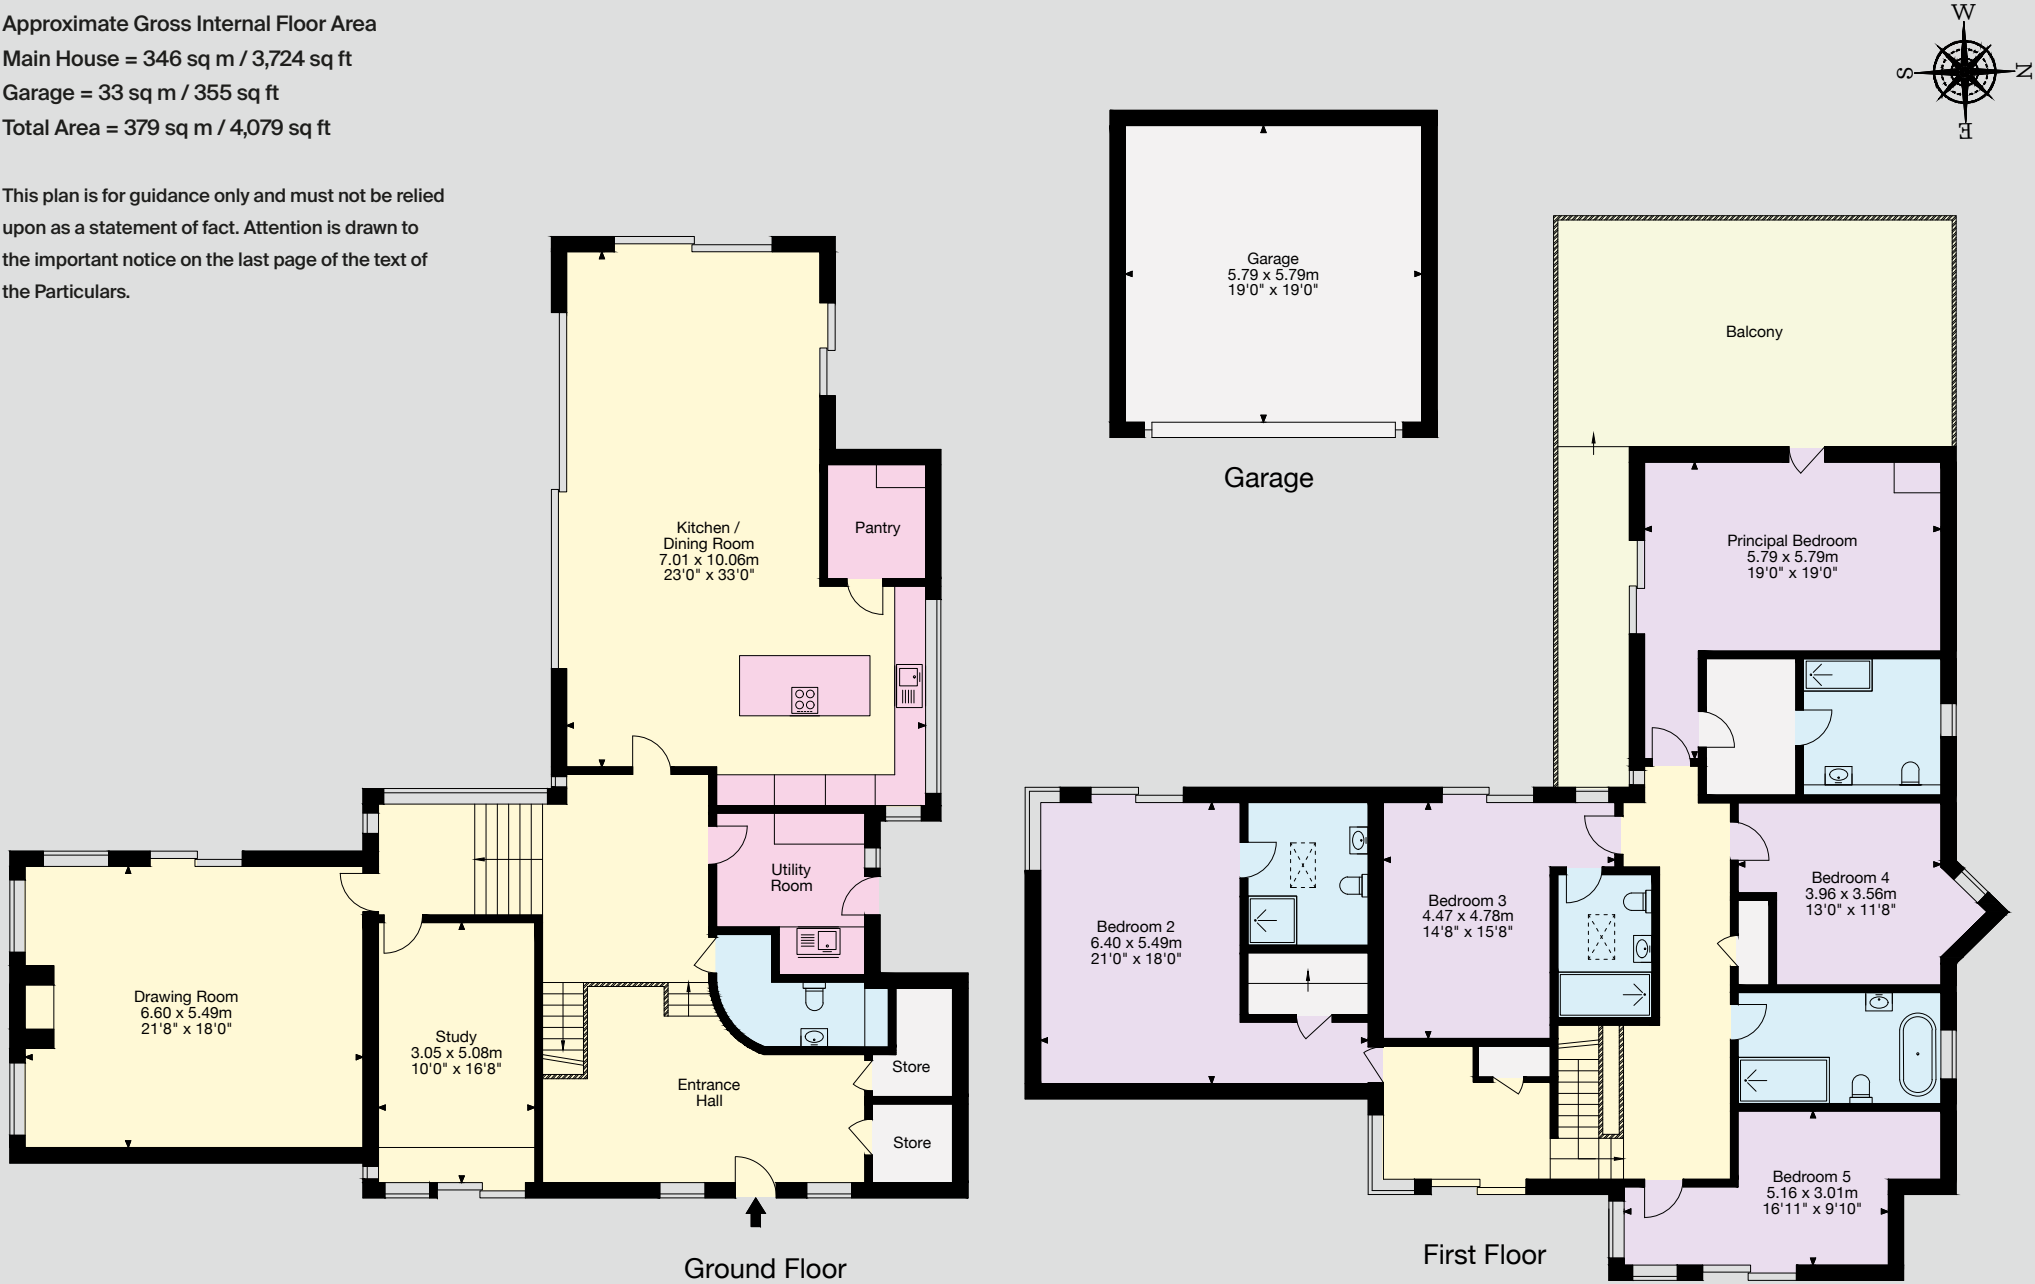 Approximate Gross Internal Floor Area
Main House = 346 sq m / 3,724 sq ft
Garage = 33 sq m / 355 sq ft
Total Area = 379 sq m / 4,079 sq ft
This plan is for guidance only and must not be relied
upon as a statement of fact. Attention is drawn to
the important notice on the last page of the text of
the Particulars.
W
S
N
E
Garage
5.79 x 5.79m
19'0" x 19'0"
Garage
Kitchen /
Dining Room
7.01 x 10.06m
23'0" x 33'0"
Pantry
Utility
Room
Drawing Room
6.60 x 5.49m
21'8" x 18'0"
Study
3.05 x 5.08m
10'0" x 16'8"
Entrance
Hall
Store
Store
Ground Floor
Balcony
Principal Bedroom
5.79 x 5.79m
19'0" x 19'0"
Bedroom 2
6.40 x 5.49m
21'0" x 18'0"
Bedroom 3
4.47 x 4.78m
14'8" x 15'8"
Bedroom 4
3.96 x 3.56m
13'0" x 11'8"
Bedroom 5
5.16 x 3.01m
16'11" x 9'10"
First Floor